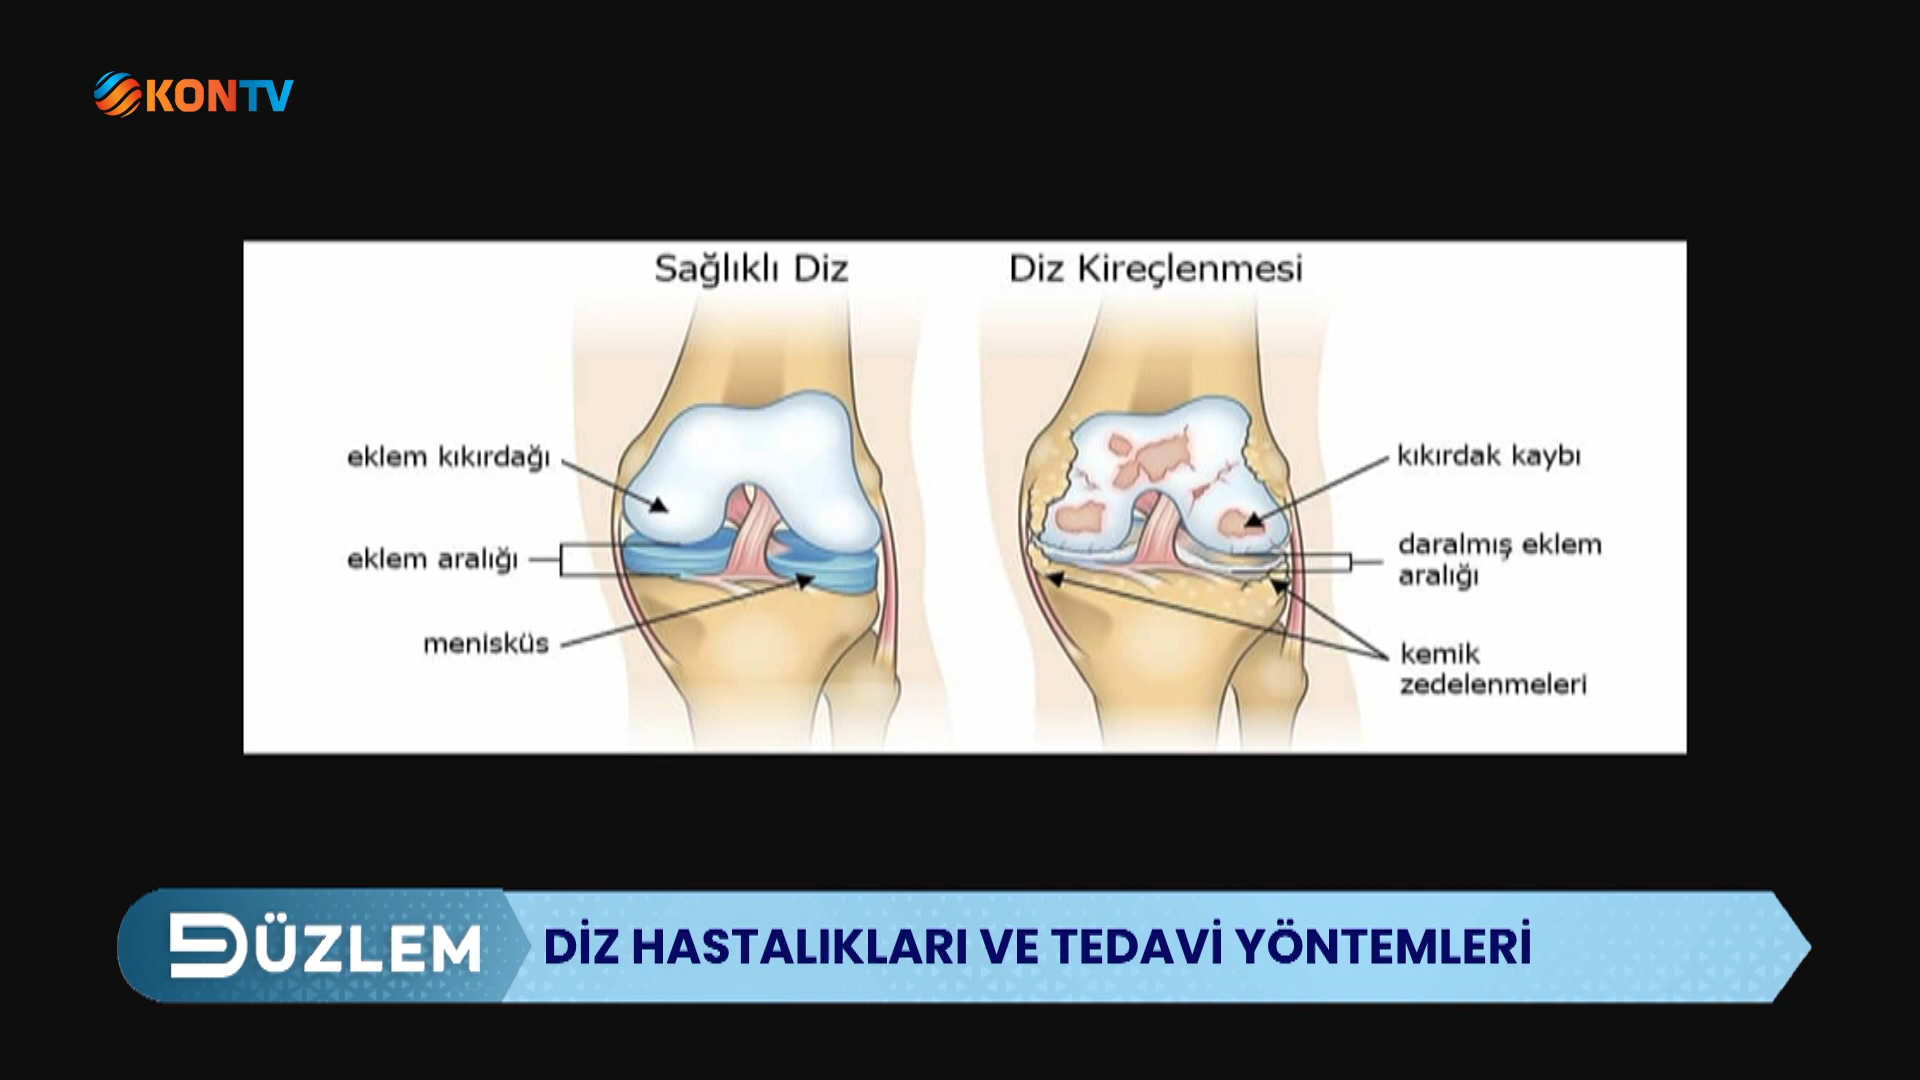 KONTV
Sağlıklı Diz
Diz Kireçlenmesi
eklem kıkırdağı
eklem aralığı
menisküs
kıkırdak kaybı
daralmış eklem
aralığı
kemik
zedelenmeleri
DÜZLEM
DİZ HASTALIKLARI VE TEDAVİ YÖNTEMLERİ